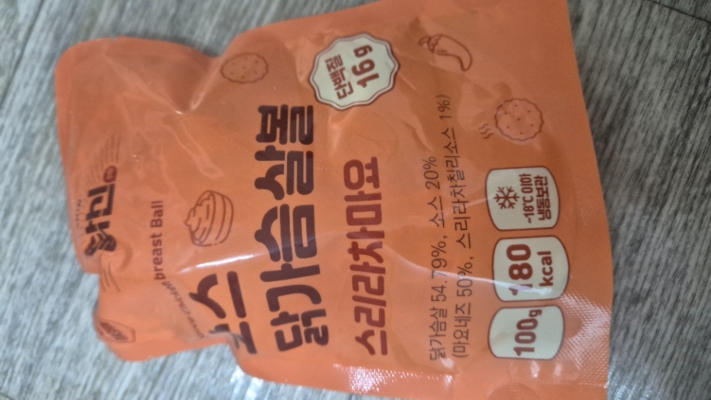 breast Ball
소스
닭가슴살볼
스리라차마요
단백질
16g
닭가슴살 54.79%, 소스 20%
(마요네즈 50%, 스리라차칠리소스 1%)
100g
180
kcal
-18℃ 이하
냉동보관